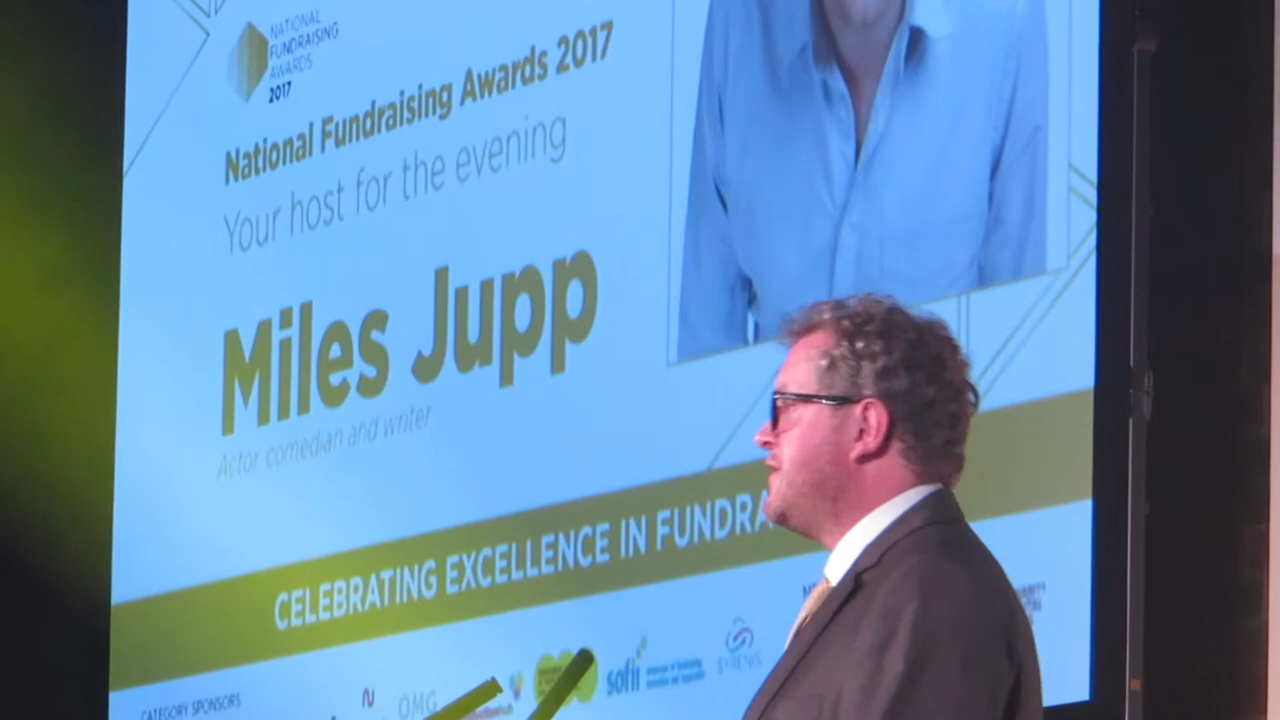 NATIONAL
FUNDRAISING
AWARDS
2017
National Fundraising Awards 2017
Your host for the evening
Miles Jupp
Actor, comedian and writer
CELEBRATING EXCELLENCE IN FUNDRA
CATEGORY SPONSORS
OMG
sofii
SYRENIS